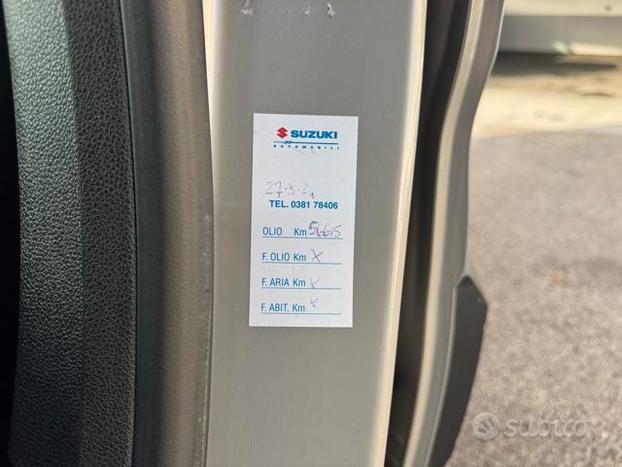 SUZUKI
AUTOMOBILI
27-3-24
TEL. 0381 78406
OLIO Km 56615
F. OLIO Km X
F. ARIA Km X
F. ABIT. Km X
subito